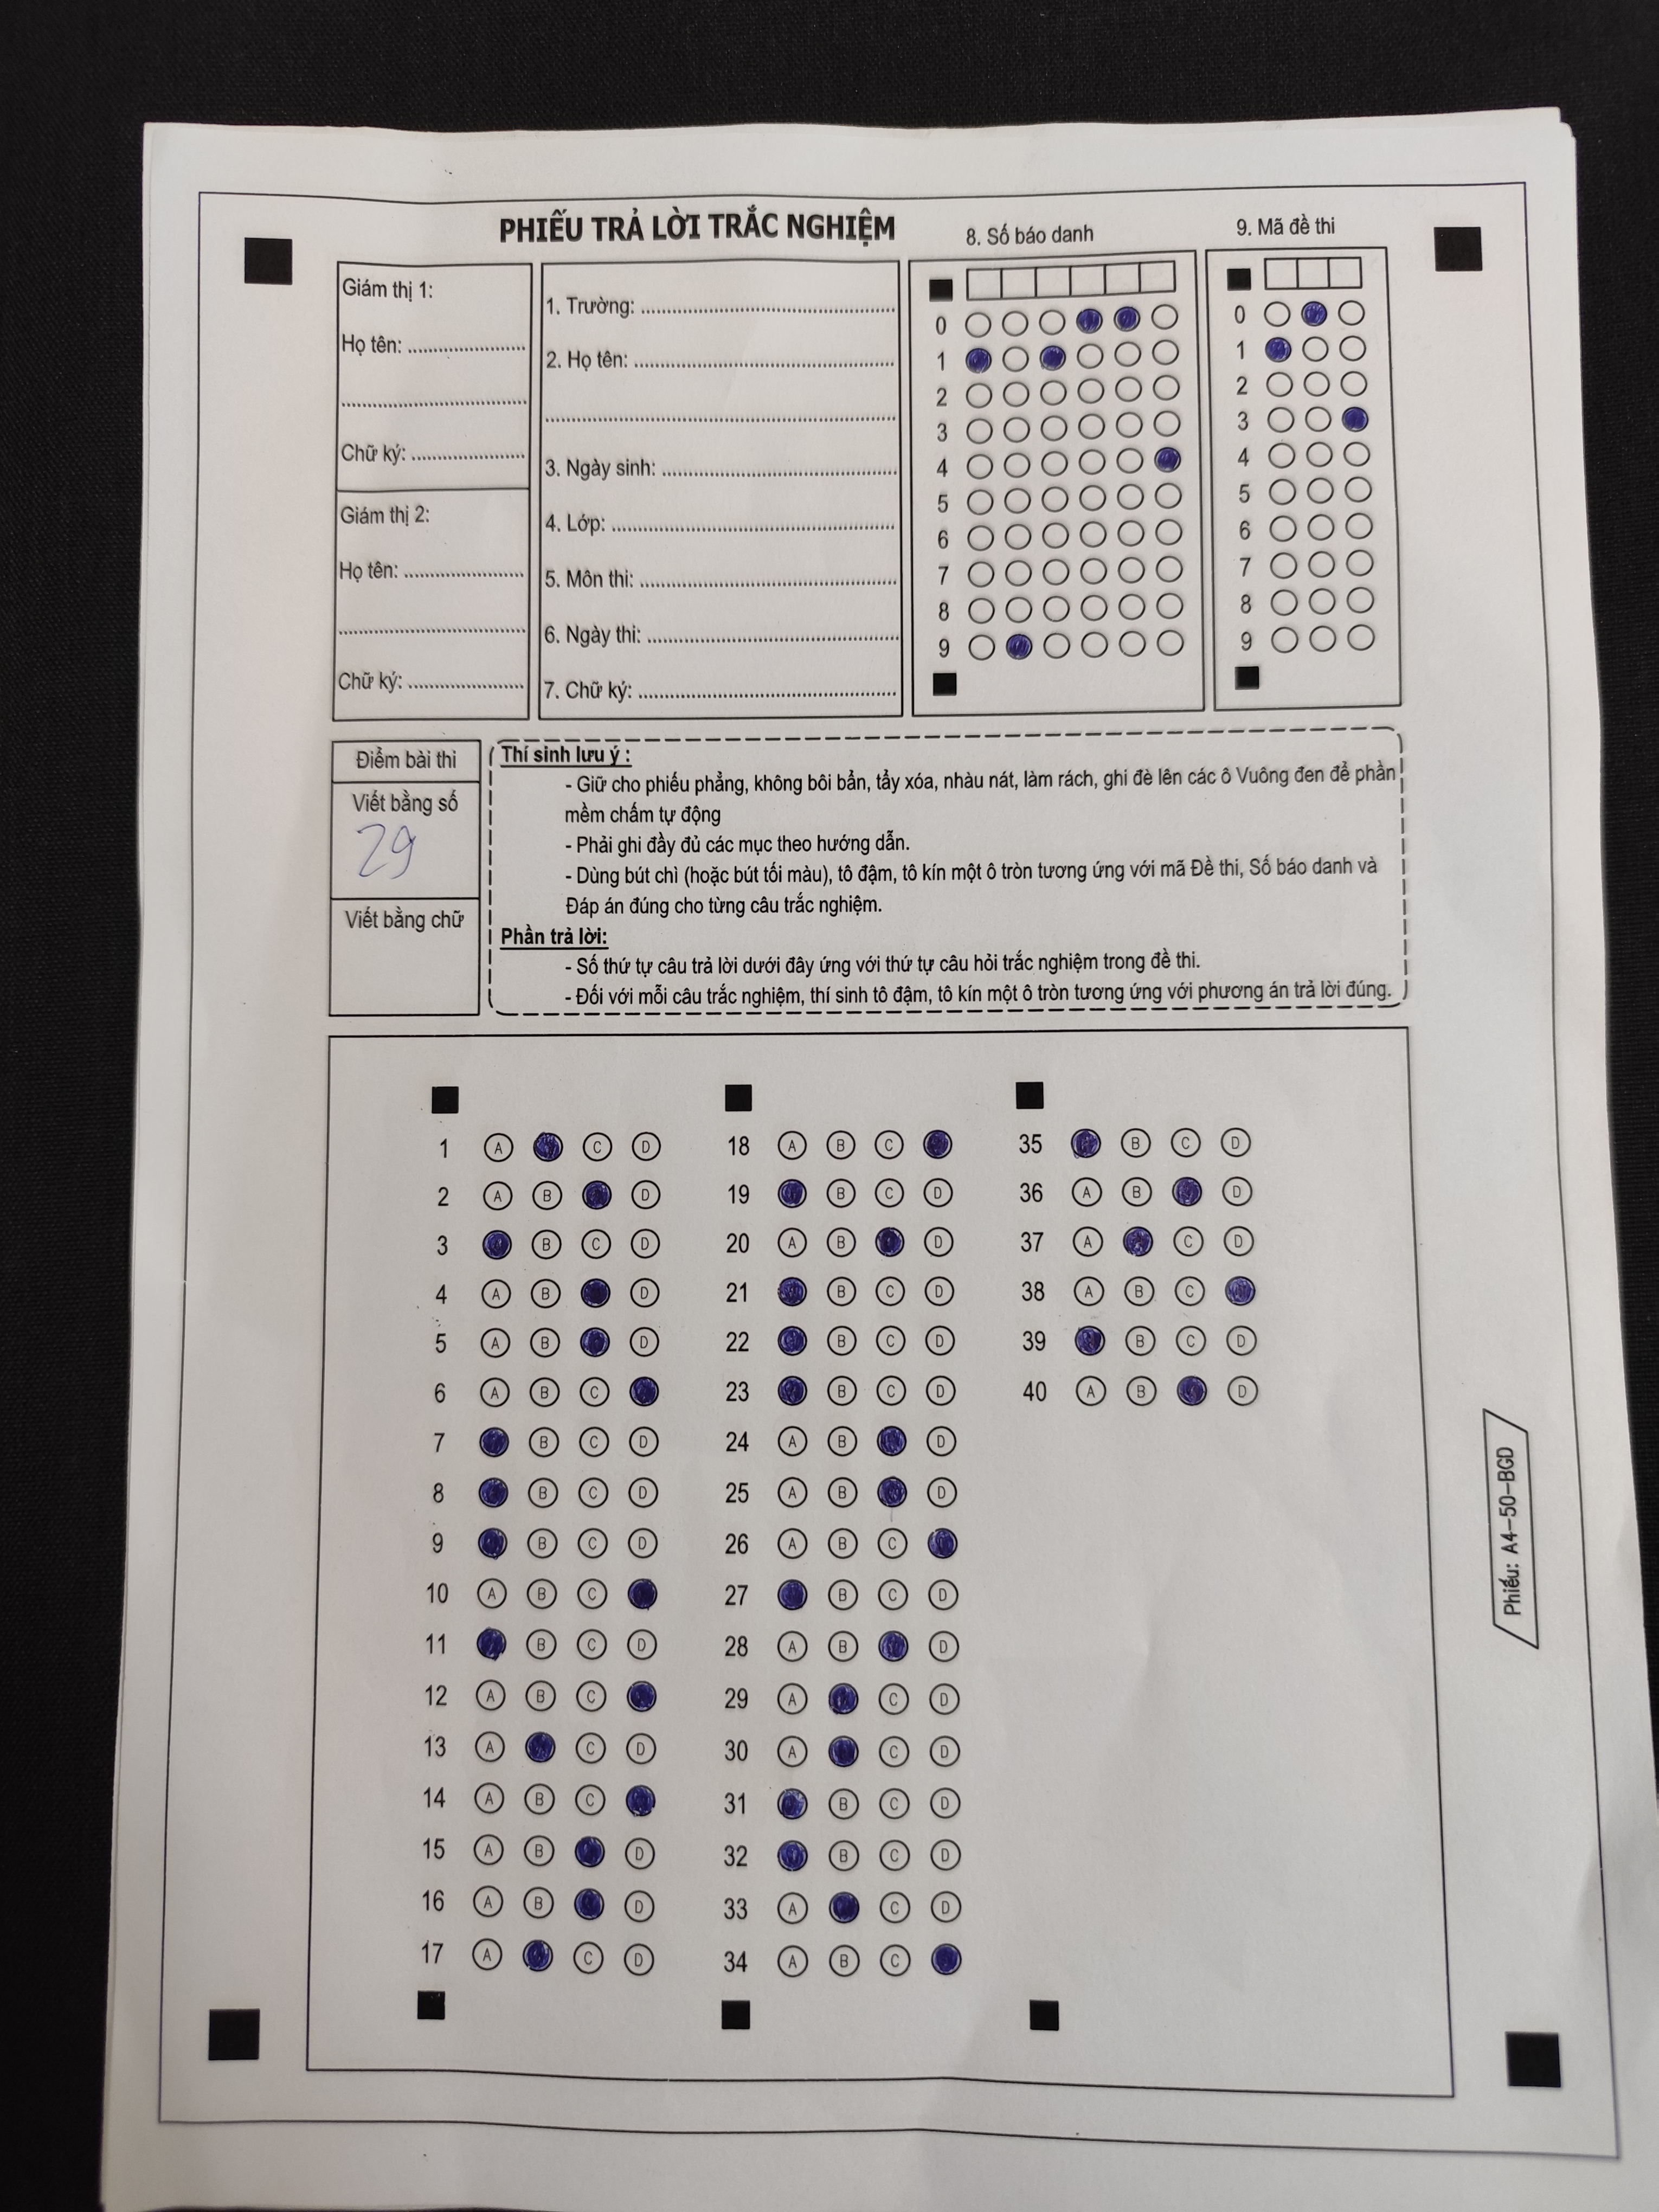 PHIẾU TRẢ LỜI TRẮC NGHIỆM
8. Số báo danh
9. Mã đề thi
Giám thị 1:
Họ tên: ......................
...................................
Chữ ký: .....................
Giám thị 2:
Họ tên: ......................
...................................
Chữ ký: .....................
1. Trường: ..................................................
2. Họ tên: ...................................................
....................................................................
3. Ngày sinh: ..............................................
4. Lớp: ........................................................
5. Môn thi: ..................................................
6. Ngày thi: .................................................
7. Chữ ký: ..................................................
0
1
2
3
4
5
6
7
8
9
0
1
2
3
4
5
6
7
8
9
Điểm bài thi
Viết bằng số
29
Viết bằng chữ
Thí sinh lưu ý :
- Giữ cho phiếu phẳng, không bôi bẩn, tẩy xóa, nhàu nát, làm rách, ghi đè lên các ô Vuông đen để phần
mềm chấm tự động
- Phải ghi đầy đủ các mục theo hướng dẫn.
- Dùng bút chì (hoặc bút tối màu), tô đậm, tô kín một ô tròn tương ứng với mã Đề thi, Số báo danh và
Đáp án đúng cho từng câu trắc nghiệm.
Phần trả lời:
- Số thứ tự câu trả lời dưới đây ứng với thứ tự câu hỏi trắc nghiệm trong đề thi.
- Đối với mỗi câu trắc nghiệm, thí sinh tô đậm, tô kín một ô tròn tương ứng với phương án trả lời đúng.
1 A C D
2 A B D
3 B C D
4 A B D
5 A B D
6 A B C
7 B C D
8 B C D
9 B C D
10 A B C
11 B C D
12 A B C
13 A C D
14 A B C
15 A B D
16 A B D
17 A C D
18 A B C
19 B C D
20 A B D
21 B C D
22 B C D
23 B C D
24 A B D
25 A B D
26 A B C
27 B C D
28 A B D
29 A C D
30 A C D
31 B C D
32 B C D
33 A C D
34 A B C
35 B C D
36 A B D
37 A C D
38 A B C
39 B C D
40 A B D
Phiếu: A4-50-BGD